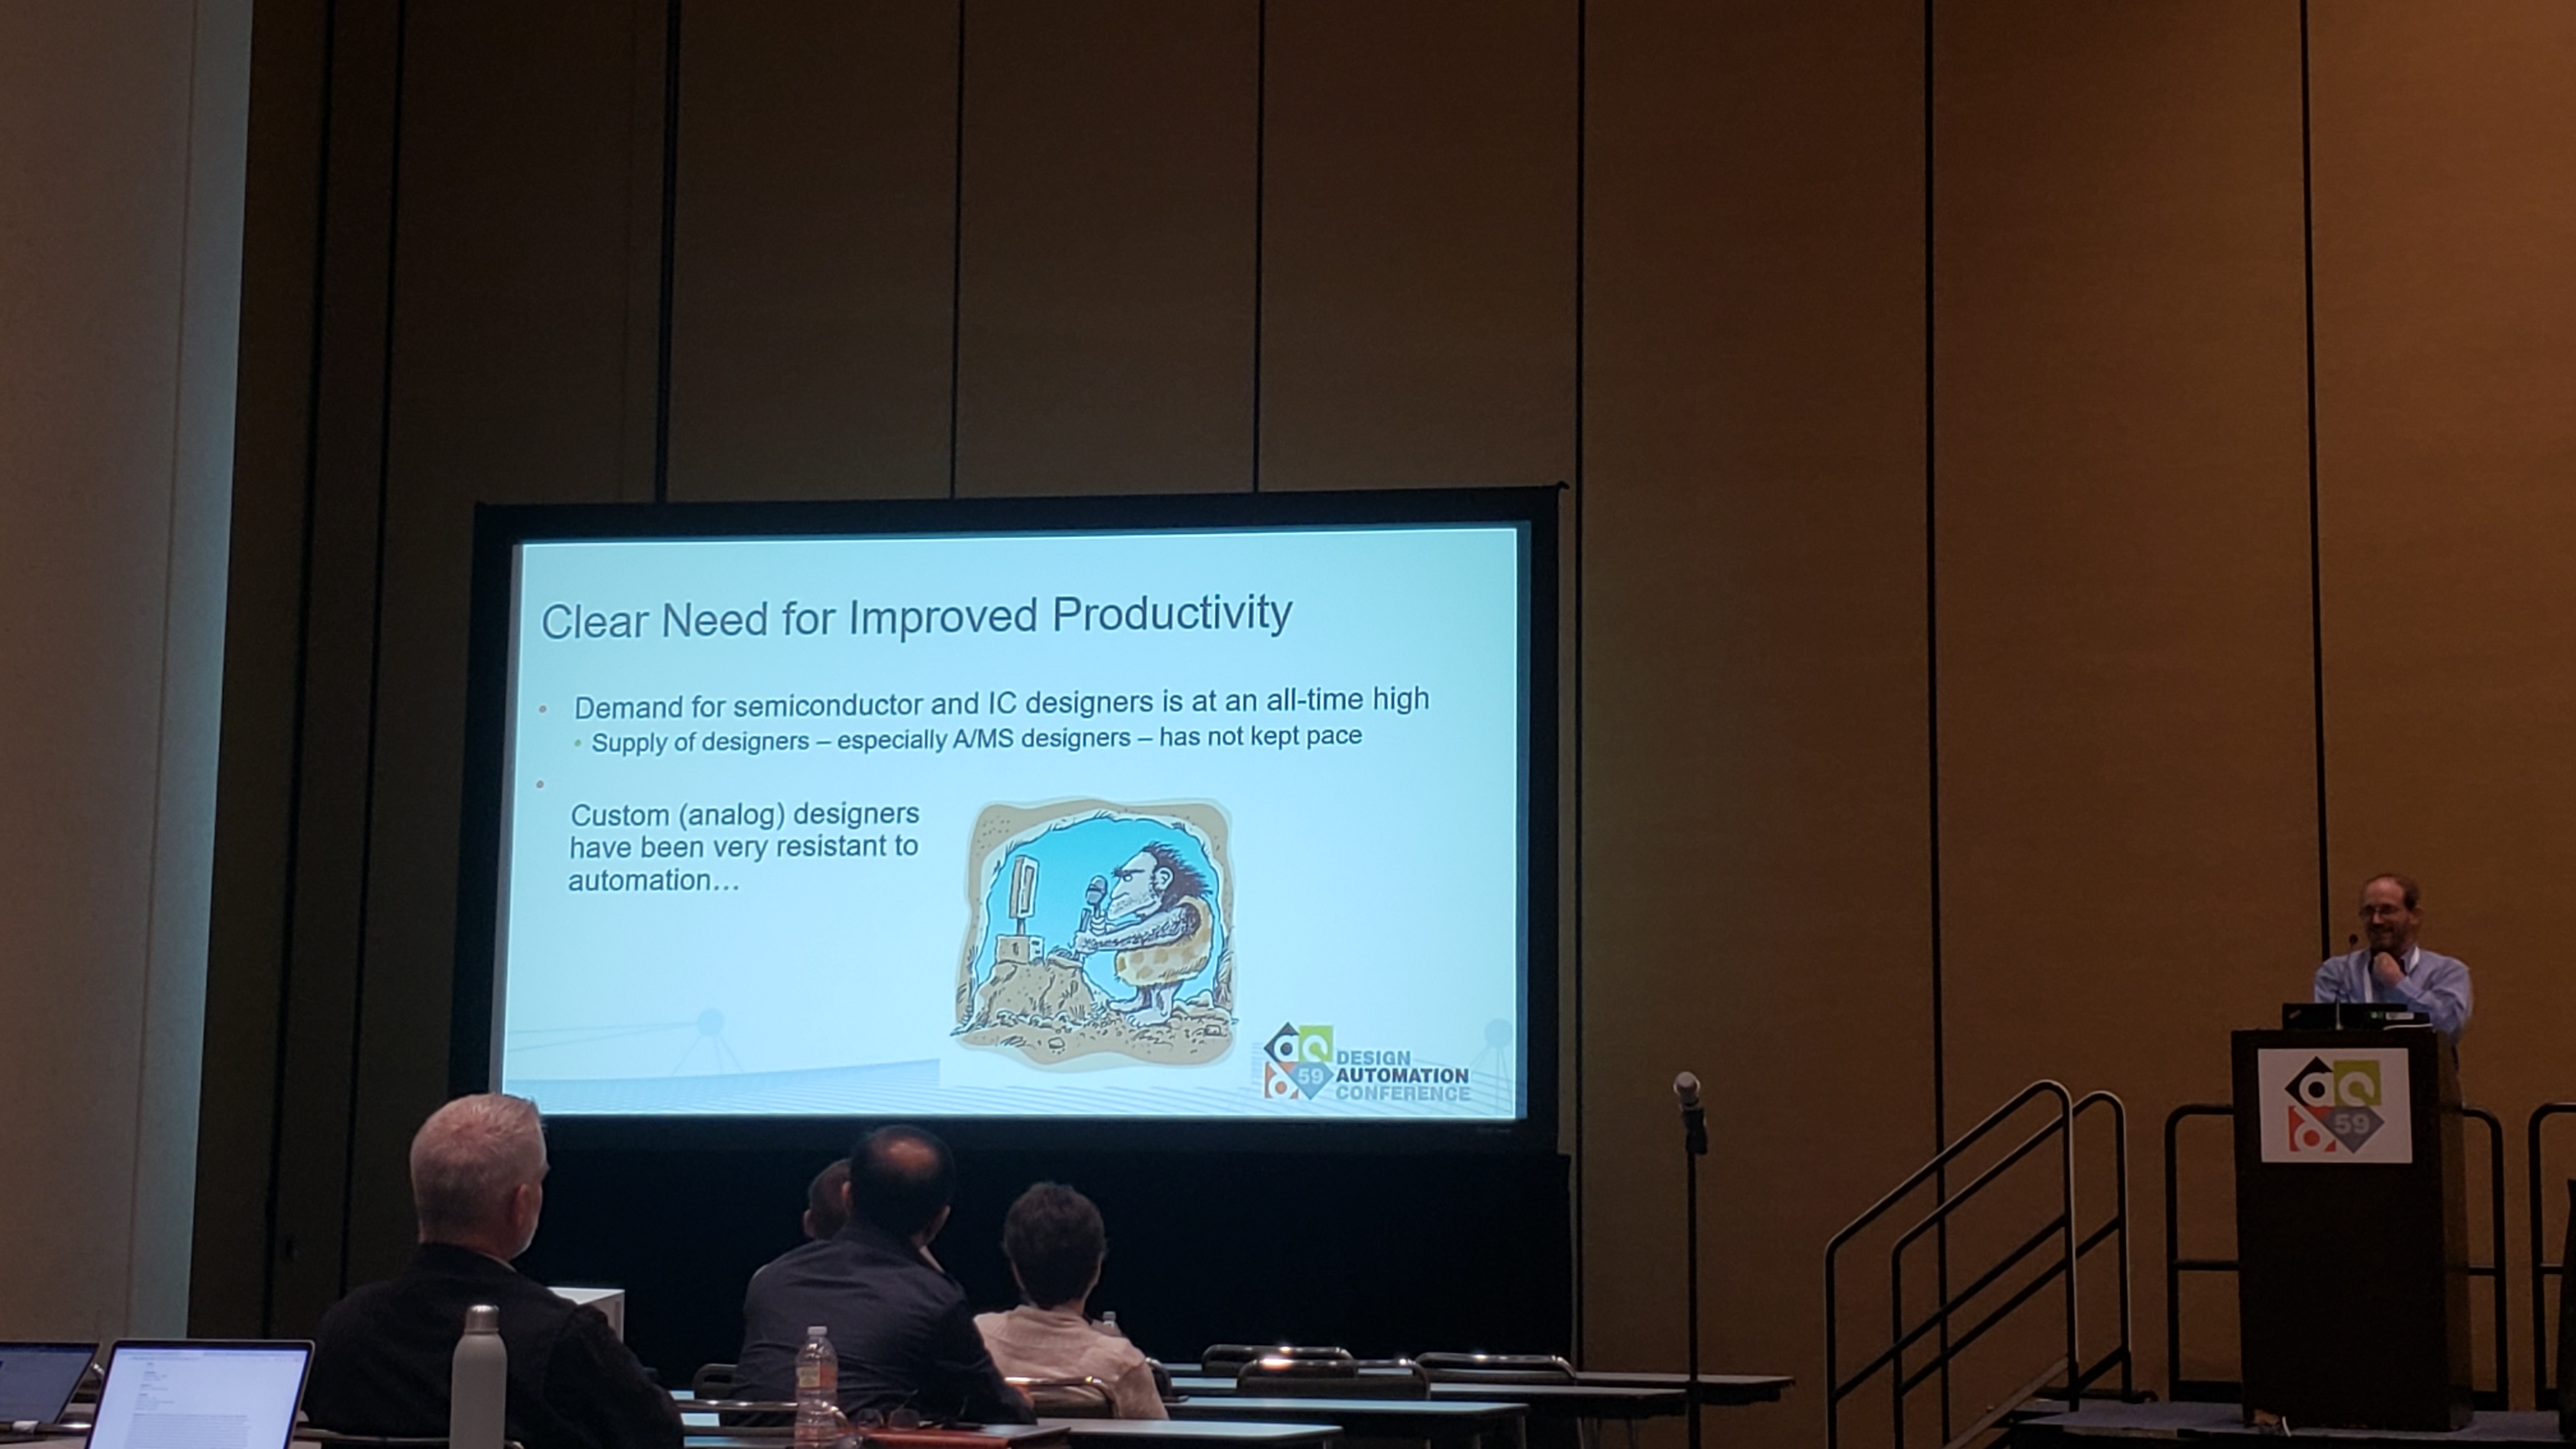 Clear Need for Improved Productivity
Demand for semiconductor and IC designers is at an all-time high
Supply of designers – especially A/MS designers – has not kept pace
Custom (analog) designers
have been very resistant to
automation…
59
DESIGN
AUTOMATION
CONFERENCE
59